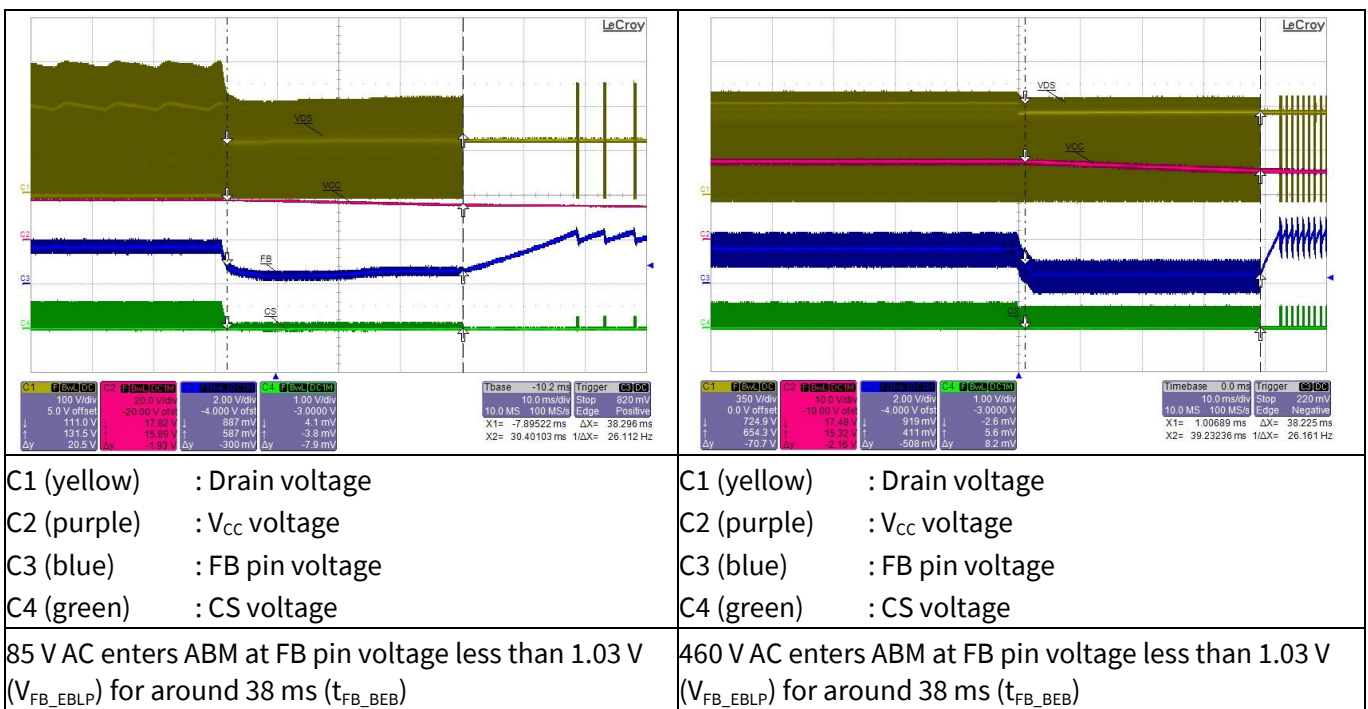 LeCroy
VDS
VCC
FB
CS
C1
C2
C3
C4
C1 F BwL DC
100 V/div
5.0 V offset
111.0 V
131.5 V
Δy 20.5 V
C2 F BwL DC1M
20.0 V/div
-20.00 V ofst
17.82 V
15.89 V
Δy -1.93 V
2.00 V/div
-4.000 V ofst
887 mV
587 mV
Δy -300 mV
C4 F BwL DC1M
1.00 V/div
-3.0000 V
4.1 mV
-3.8 mV
Δy -7.9 mV
Tbase -10.2 ms
10.0 ms/div
10.0 MS 100 MS/s
Trigger C3 DC
Stop 820 mV
Edge Positive
X1= -7.89522 ms ΔX= 38.296 ms
X2= 30.40103 ms 1/ΔX= 26.112 Hz
LeCroy
VDS
VCC
CS
C1
C2
C3
C4
C1 F BwL DC
350 V/div
0.0 V offset
724.9 V
654.3 V
Δy -70.7 V
C2 F BwL DC1M
10.0 V/div
-10.00 V ofst
17.48 V
15.32 V
Δy -2.16 V
2.00 V/div
-4.000 V ofst
919 mV
411 mV
Δy -508 mV
C4 F BwL DC1M
1.00 V/div
-3.0000 V
-2.6 mV
5.6 mV
Δy 8.2 mV
Timebase 0.0 ms
10.0 ms/div
10.0 MS 100 MS/s
Trigger C3 DC
Stop 220 mV
Edge Negative
X1= 1.00689 ms ΔX= 38.225 ms
X2= 39.23236 ms 1/ΔX= 26.161 Hz
C1 (yellow) : Drain voltage
C2 (purple) : VCC voltage
C3 (blue) : FB pin voltage
C4 (green) : CS voltage
C1 (yellow) : Drain voltage
C2 (purple) : VCC voltage
C3 (blue) : FB pin voltage
C4 (green) : CS voltage
85 V AC enters ABM at FB pin voltage less than 1.03 V
(VFB_EBLP) for around 38 ms (tFB_BEB)
460 V AC enters ABM at FB pin voltage less than 1.03 V
(VFB_EBLP) for around 38 ms (tFB_BEB)